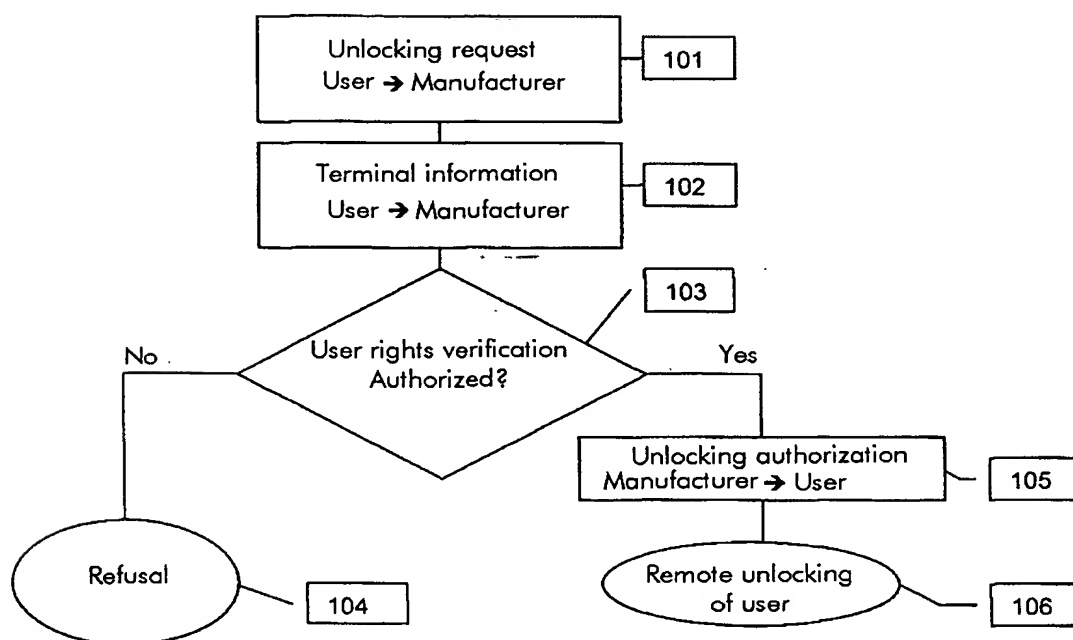 Unlocking request
User → Manufacturer
101
Terminal information
User → Manufacturer
102
103
User rights verification
Authorized?
No
Yes
Unlocking authorization
Manufacturer → User
105
Refusal
104
Remote unlocking
of user
106